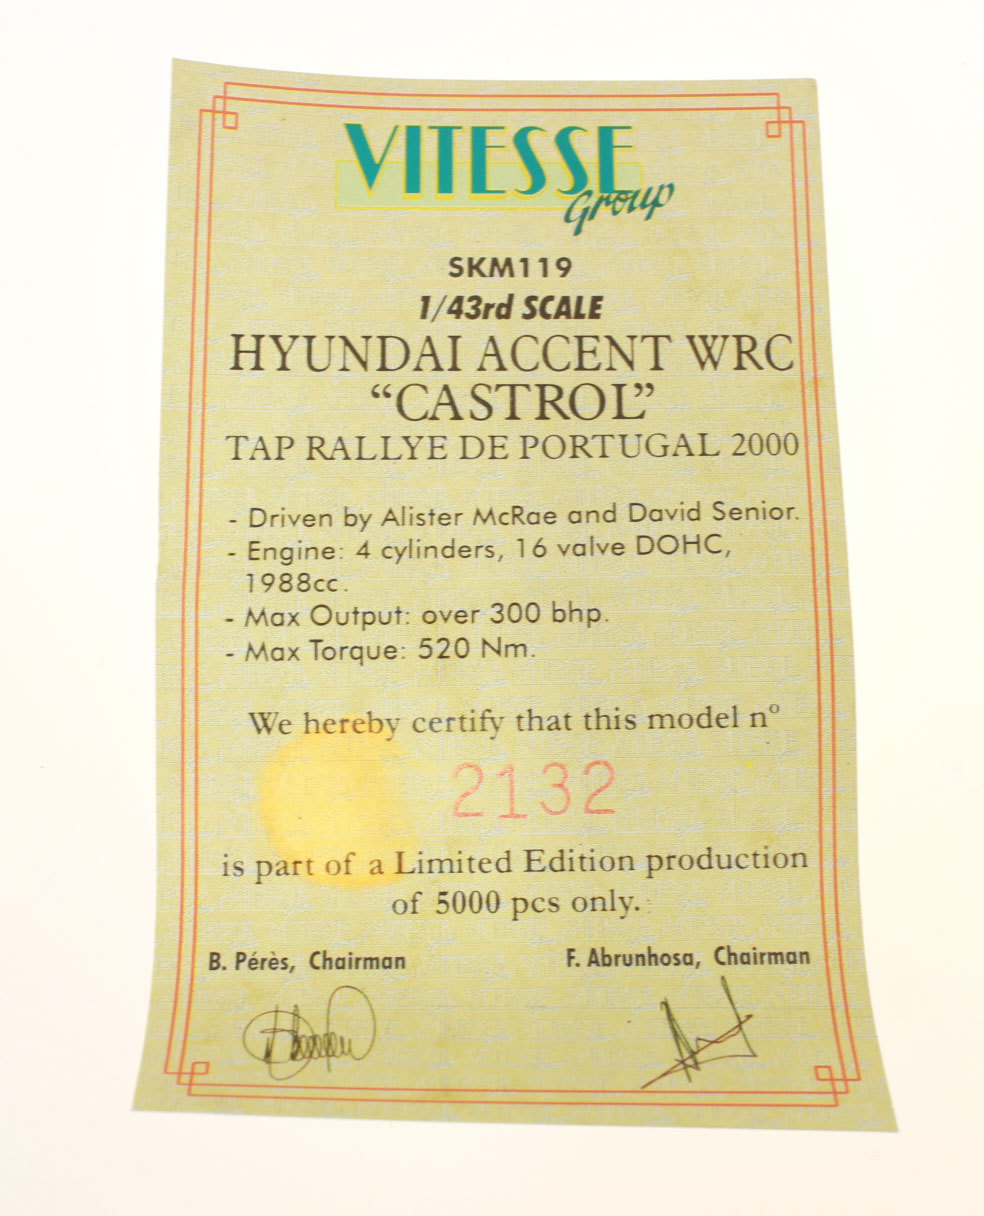 VITESSE
Group
SKM119
1/43rd SCALE
HYUNDAI ACCENT WRC
“CASTROL”
TAP RALLYE DE PORTUGAL 2000
- Driven by Alister McRae and David Senior.
- Engine: 4 cylinders, 16 valve DOHC,
1988cc.
- Max Output: over 300 bhp.
- Max Torque: 520 Nm.
We hereby certify that this model nº
2132
is part of a Limited Edition production
of 5000 pcs only.
B. Pérès, Chairman
F. Abrunhosa, Chairman